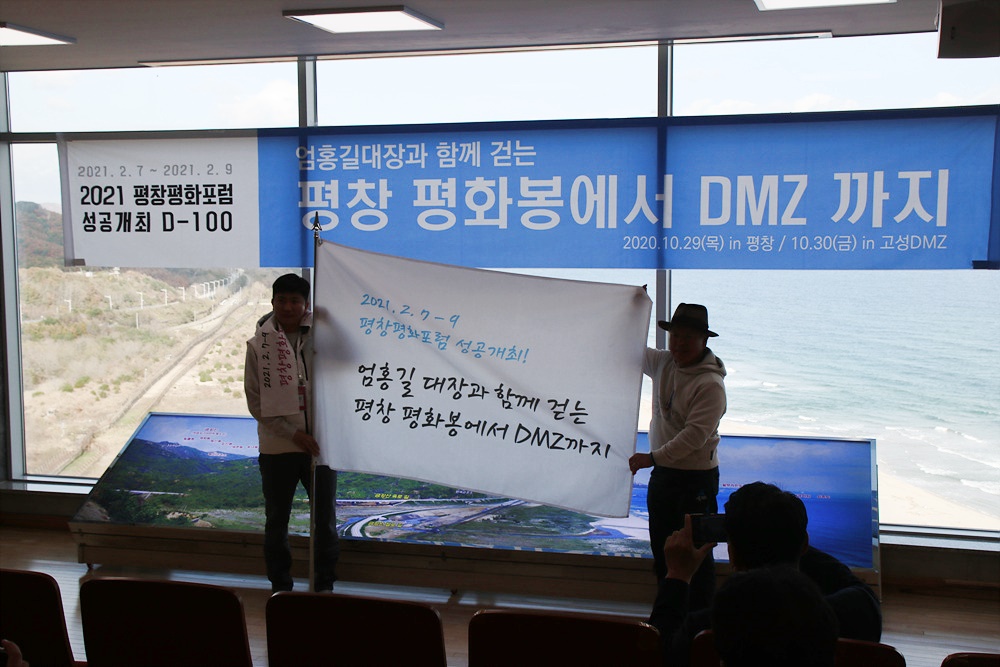 2021. 2. 7 ~ 2021. 2. 9
2021 평창평화포럼
성공개최 D-100
엄홍길대장과 함께 걷는
평창 평화봉에서 DMZ 까지
2020.10.29(목) in 평창 / 10.30(금) in 고성DMZ
2021. 2. 7 - 9
평창평화포럼 성공개최!
엄홍길 대장과 함께 걷는
평창 평화봉에서 DMZ까지
2021. 2. 7-9